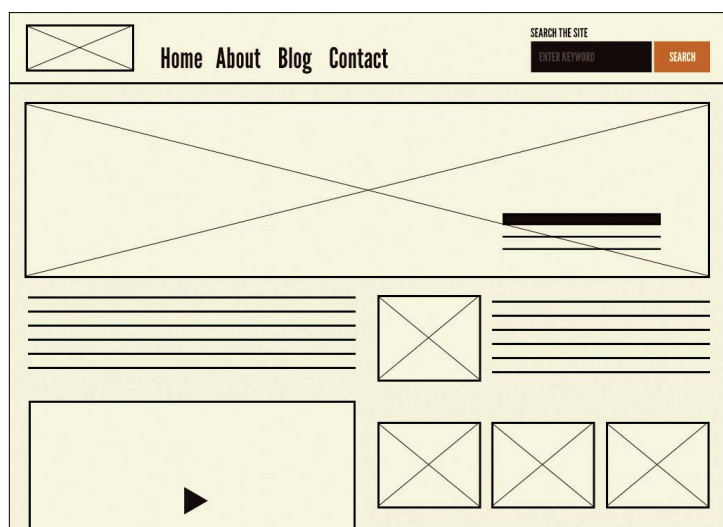 SEARCH THE SITE
Home About Blog Contact
ENTER KEYWORD SEARCH